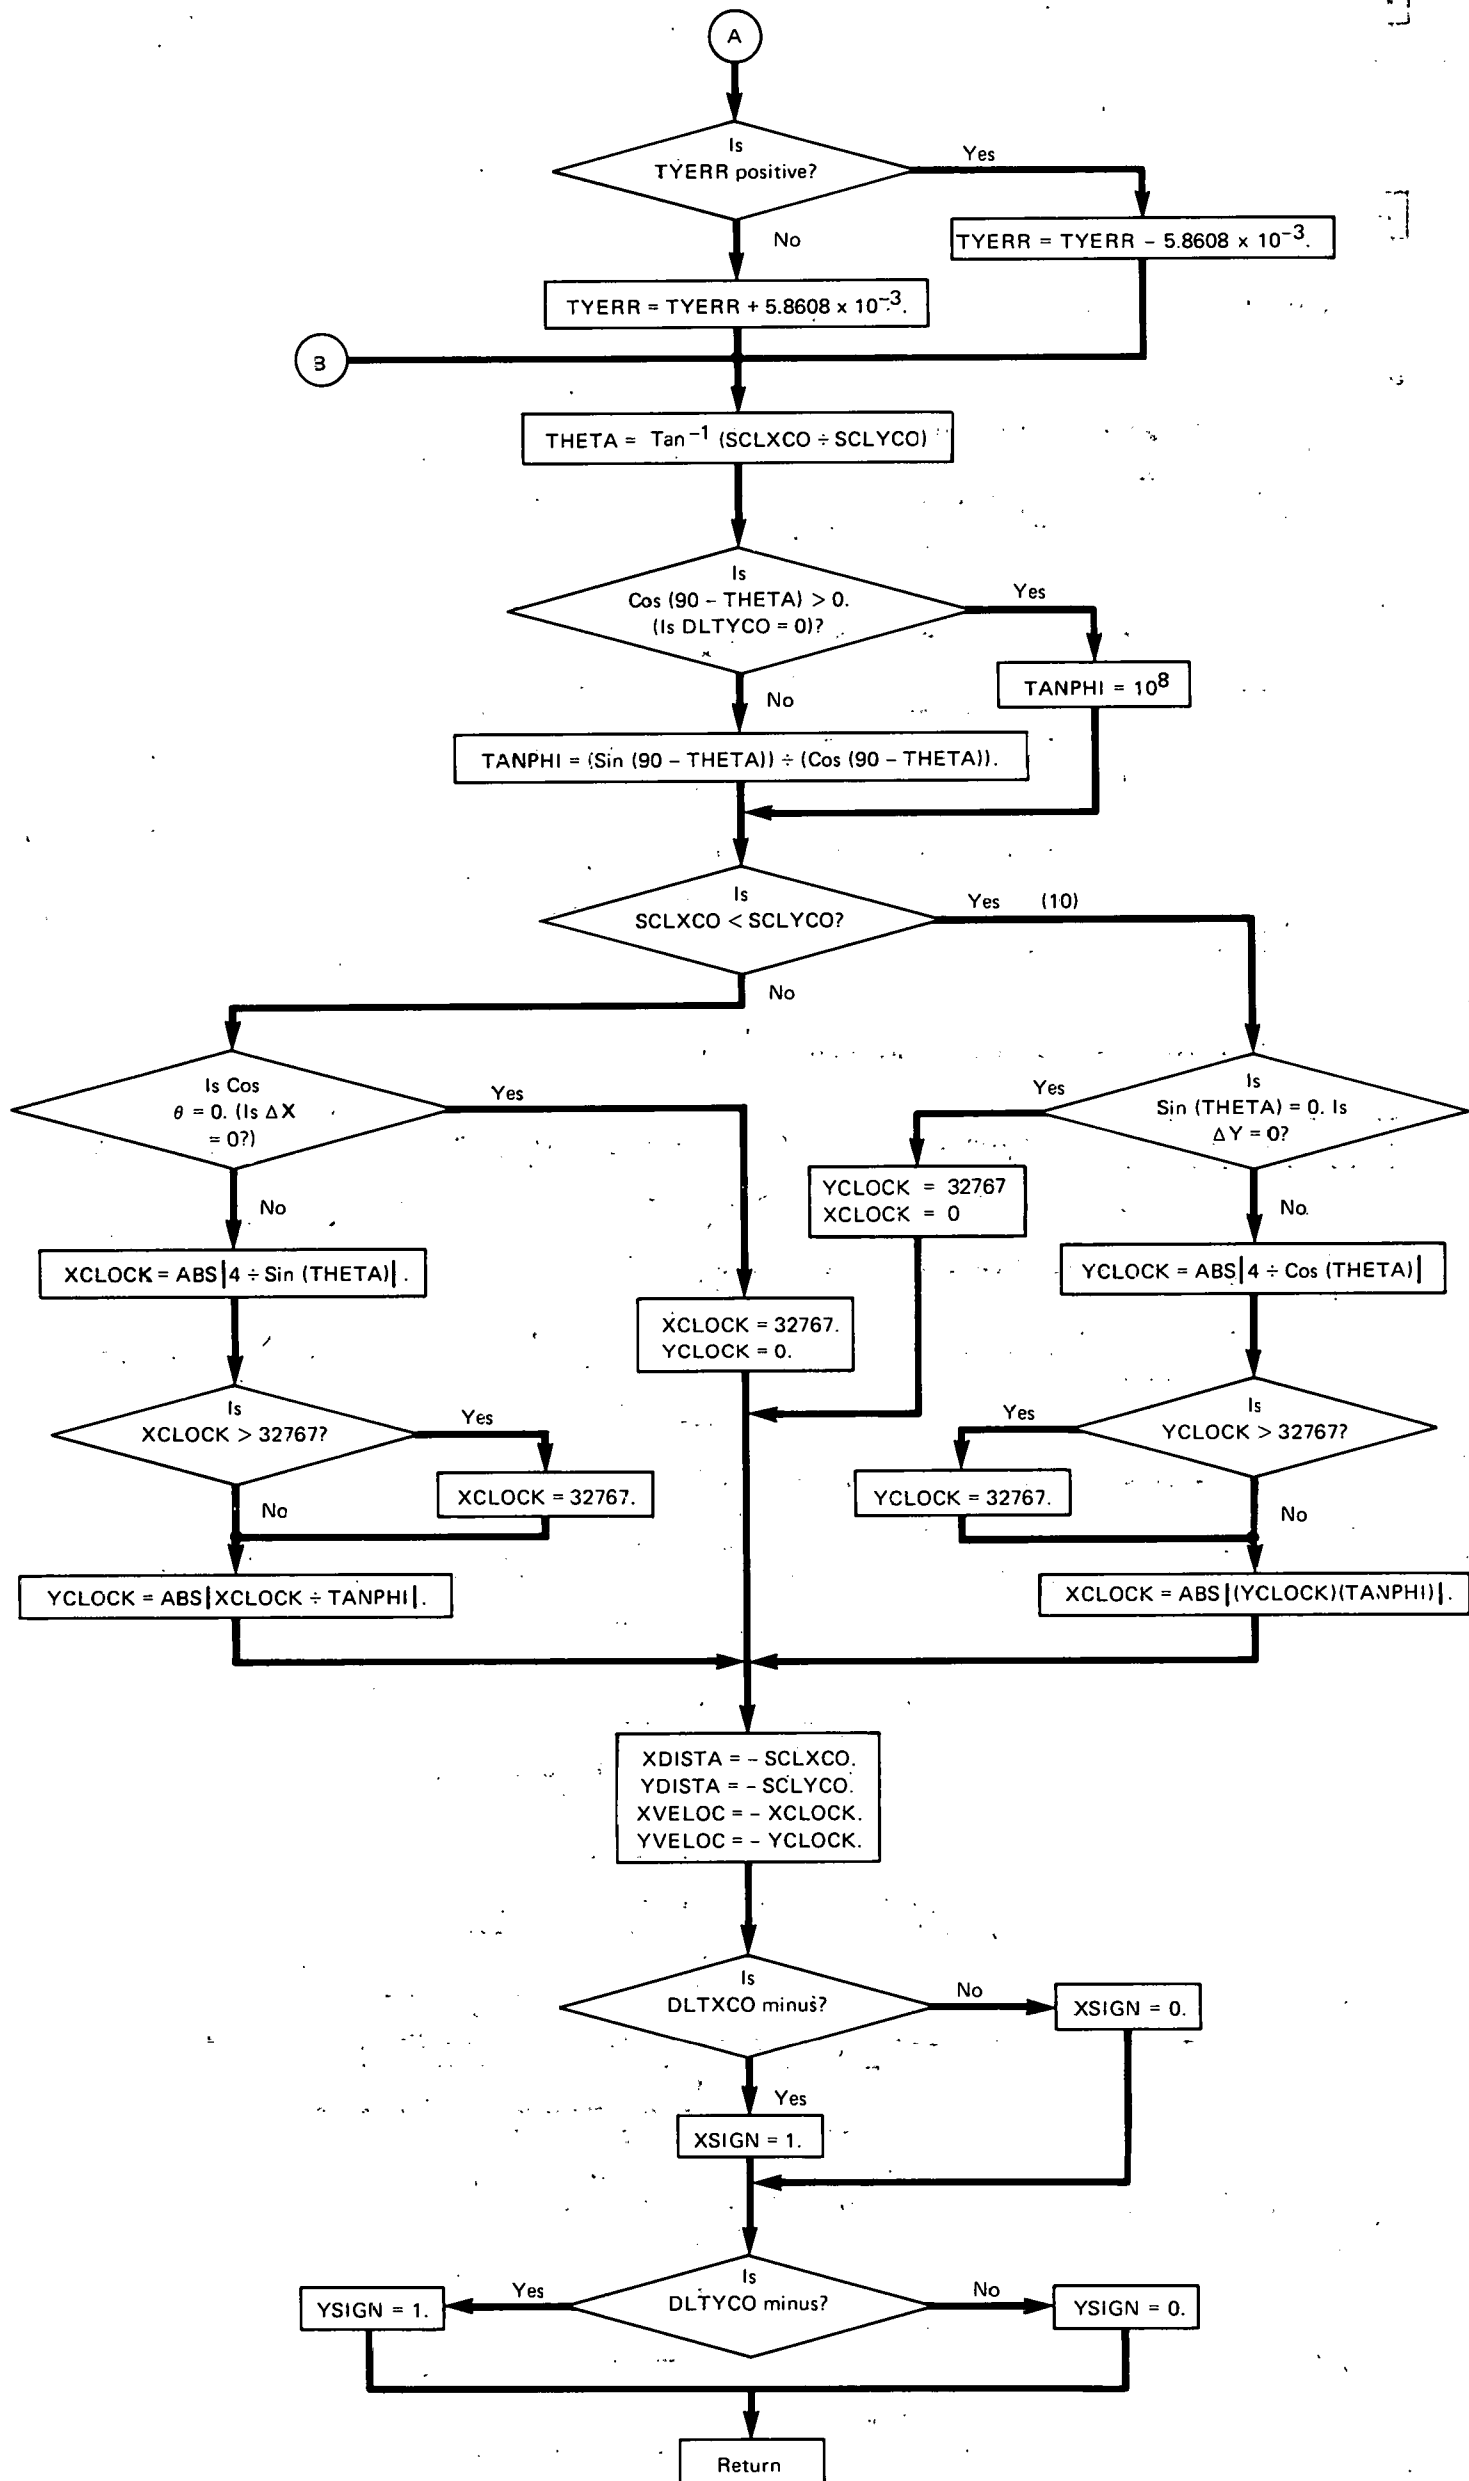 A
Is
TYERR positive?
Yes
No
TYERR = TYERR – 5.8608 x 10⁻³.
TYERR = TYERR + 5.8608 x 10⁻³.
B
THETA = Tan⁻¹ (SCLXCO ÷ SCLYCO)
Is
Cos (90 – THETA) > 0.
(Is DLTYCO = 0)?
Yes
No
TANPHI = 10⁸
TANPHI = (Sin (90 – THETA)) ÷ (Cos (90 – THETA)).
Is
SCLXCO < SCLYCO?
Yes (10)
No
Is Cos
θ = 0. (Is ΔX
= 0?)
Yes
No
Is
Sin (THETA) = 0. Is
ΔY = 0?
Yes
No.
YCLOCK = 32767
XCLOCK = 0
XCLOCK = ABS|4 ÷ Sin (THETA)|.
YCLOCK = ABS|4 ÷ Cos (THETA)|
XCLOCK = 32767.
YCLOCK = 0.
Is
XCLOCK > 32767?
Yes
No
XCLOCK = 32767.
Is
YCLOCK > 32767?
Yes
No
YCLOCK = 32767.
YCLOCK = ABS|XCLOCK ÷ TANPHI|.
XCLOCK = ABS|(YCLOCK)(TANPHI)|.
XDISTA = – SCLXCO.
YDISTA = – SCLYCO.
XVELOC = – XCLOCK.
YVELOC = – YCLOCK.
Is
DLTXCO minus?
No
XSIGN = 0.
Yes
XSIGN = 1.
Is
DLTYCO minus?
Yes
No
YSIGN = 1.
YSIGN = 0.
Return